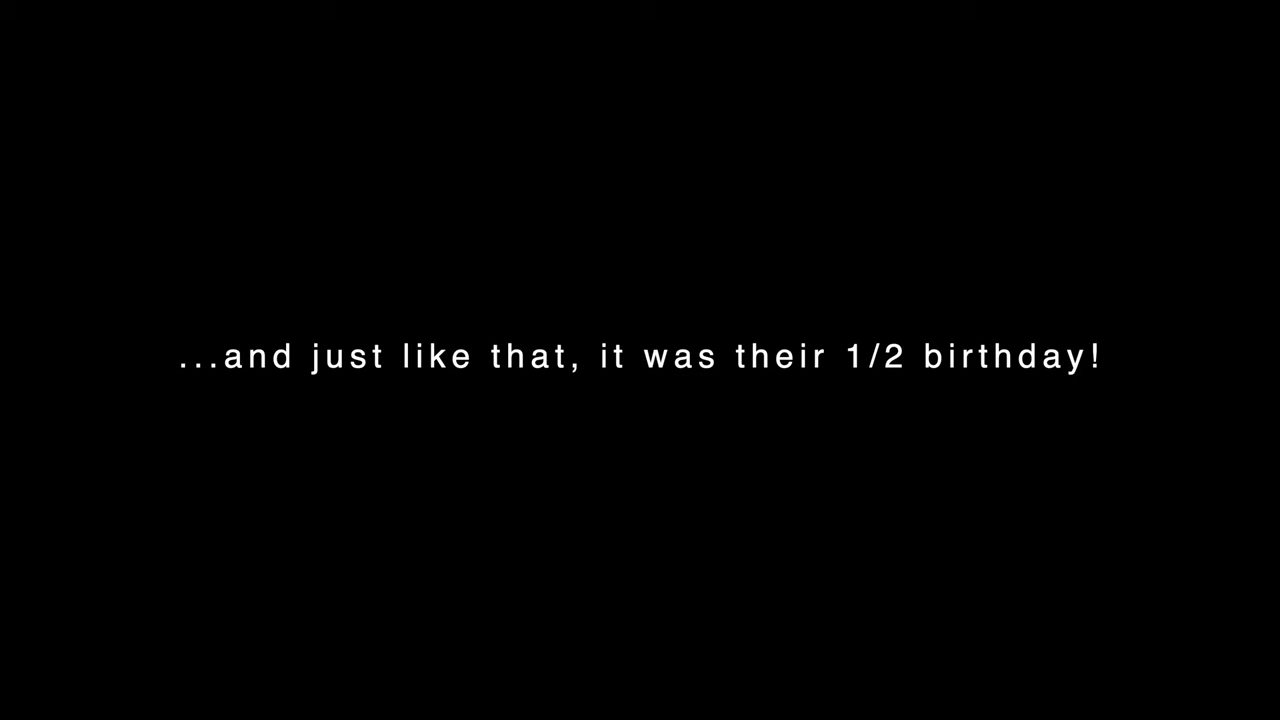 ...and just like that, it was their 1/2 birthday!